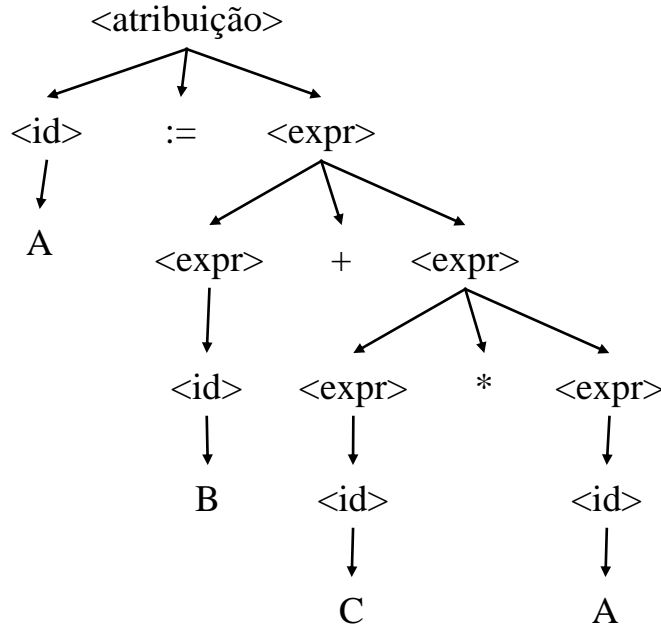 <atribuição>
<id> := <expr>
A
<expr> + <expr>
<id> <expr> * <expr>
B <id> <id>
C A